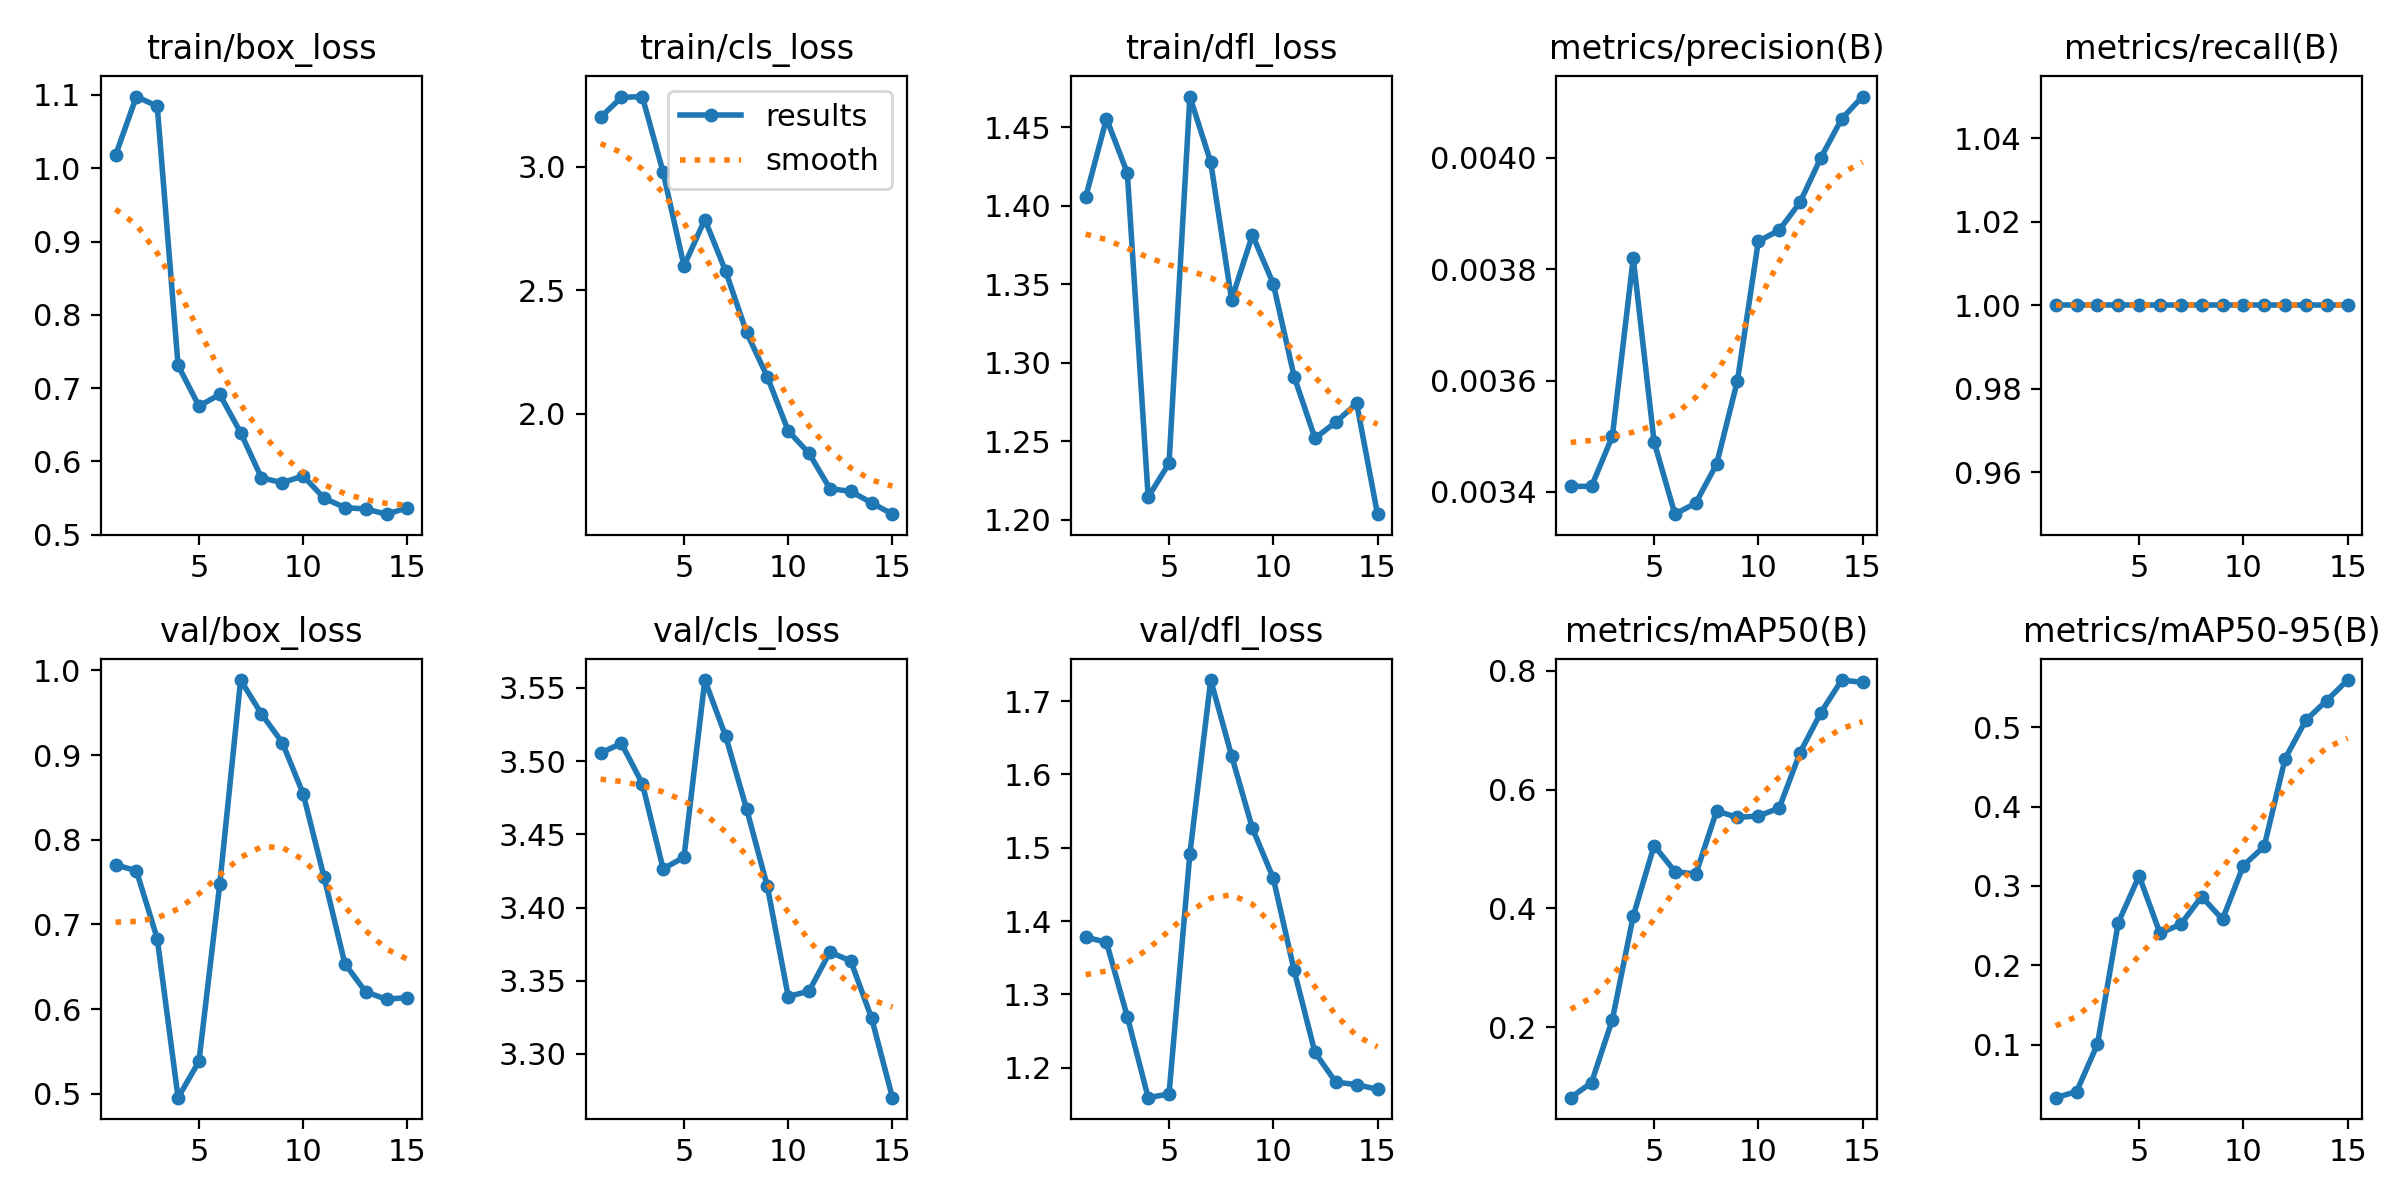 train/box_loss
1.1
1.0
0.9
0.8
0.7
0.6
0.5
5 10 15
train/cls_loss
results
smooth
3.0
2.5
2.0
5 10 15
train/dfl_loss
1.45
1.40
1.35
1.30
1.25
1.20
5 10 15
metrics/precision(B)
0.0040
0.0038
0.0036
0.0034
5 10 15
metrics/recall(B)
1.04
1.02
1.00
0.98
0.96
5 10 15
val/box_loss
1.0
0.9
0.8
0.7
0.6
0.5
5 10 15
val/cls_loss
3.55
3.50
3.45
3.40
3.35
3.30
5 10 15
val/dfl_loss
1.7
1.6
1.5
1.4
1.3
1.2
5 10 15
metrics/mAP50(B)
0.8
0.6
0.4
0.2
5 10 15
metrics/mAP50-95(B)
0.5
0.4
0.3
0.2
0.1
5 10 15